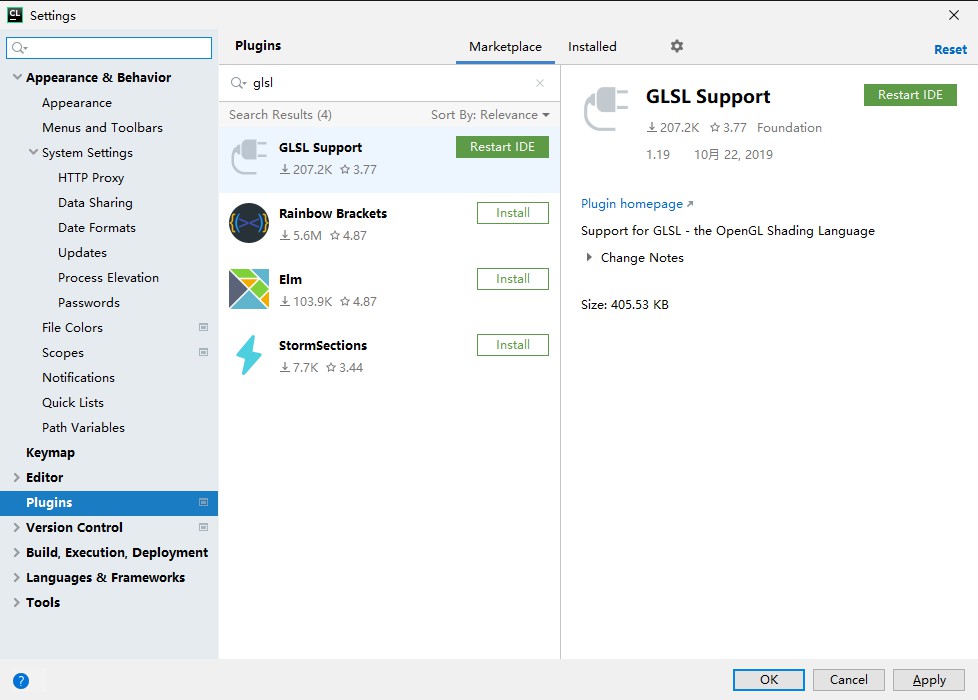 CL
Settings
Reset
Appearance & Behavior
Appearance
Menus and Toolbars
System Settings
HTTP Proxy
Data Sharing
Date Formats
Updates
Process Elevation
Passwords
File Colors
Scopes
Notifications
Quick Lists
Path Variables
Keymap
Editor
Plugins
Version Control
Build, Execution, Deployment
Languages & Frameworks
Tools
Plugins
Marketplace Installed
glsl
Search Results (4) Sort By: Relevance
GLSL Support Restart IDE
207.2K 3.77
Rainbow Brackets Install
5.6M 4.87
Elm Install
103.9K 4.87
StormSections Install
7.7K 3.44
GLSL Support Restart IDE
207.2K 3.77 Foundation
1.19 10月 22, 2019
Plugin homepage
Support for GLSL - the OpenGL Shading Language
Change Notes
Size: 405.53 KB
?
OK Cancel Apply